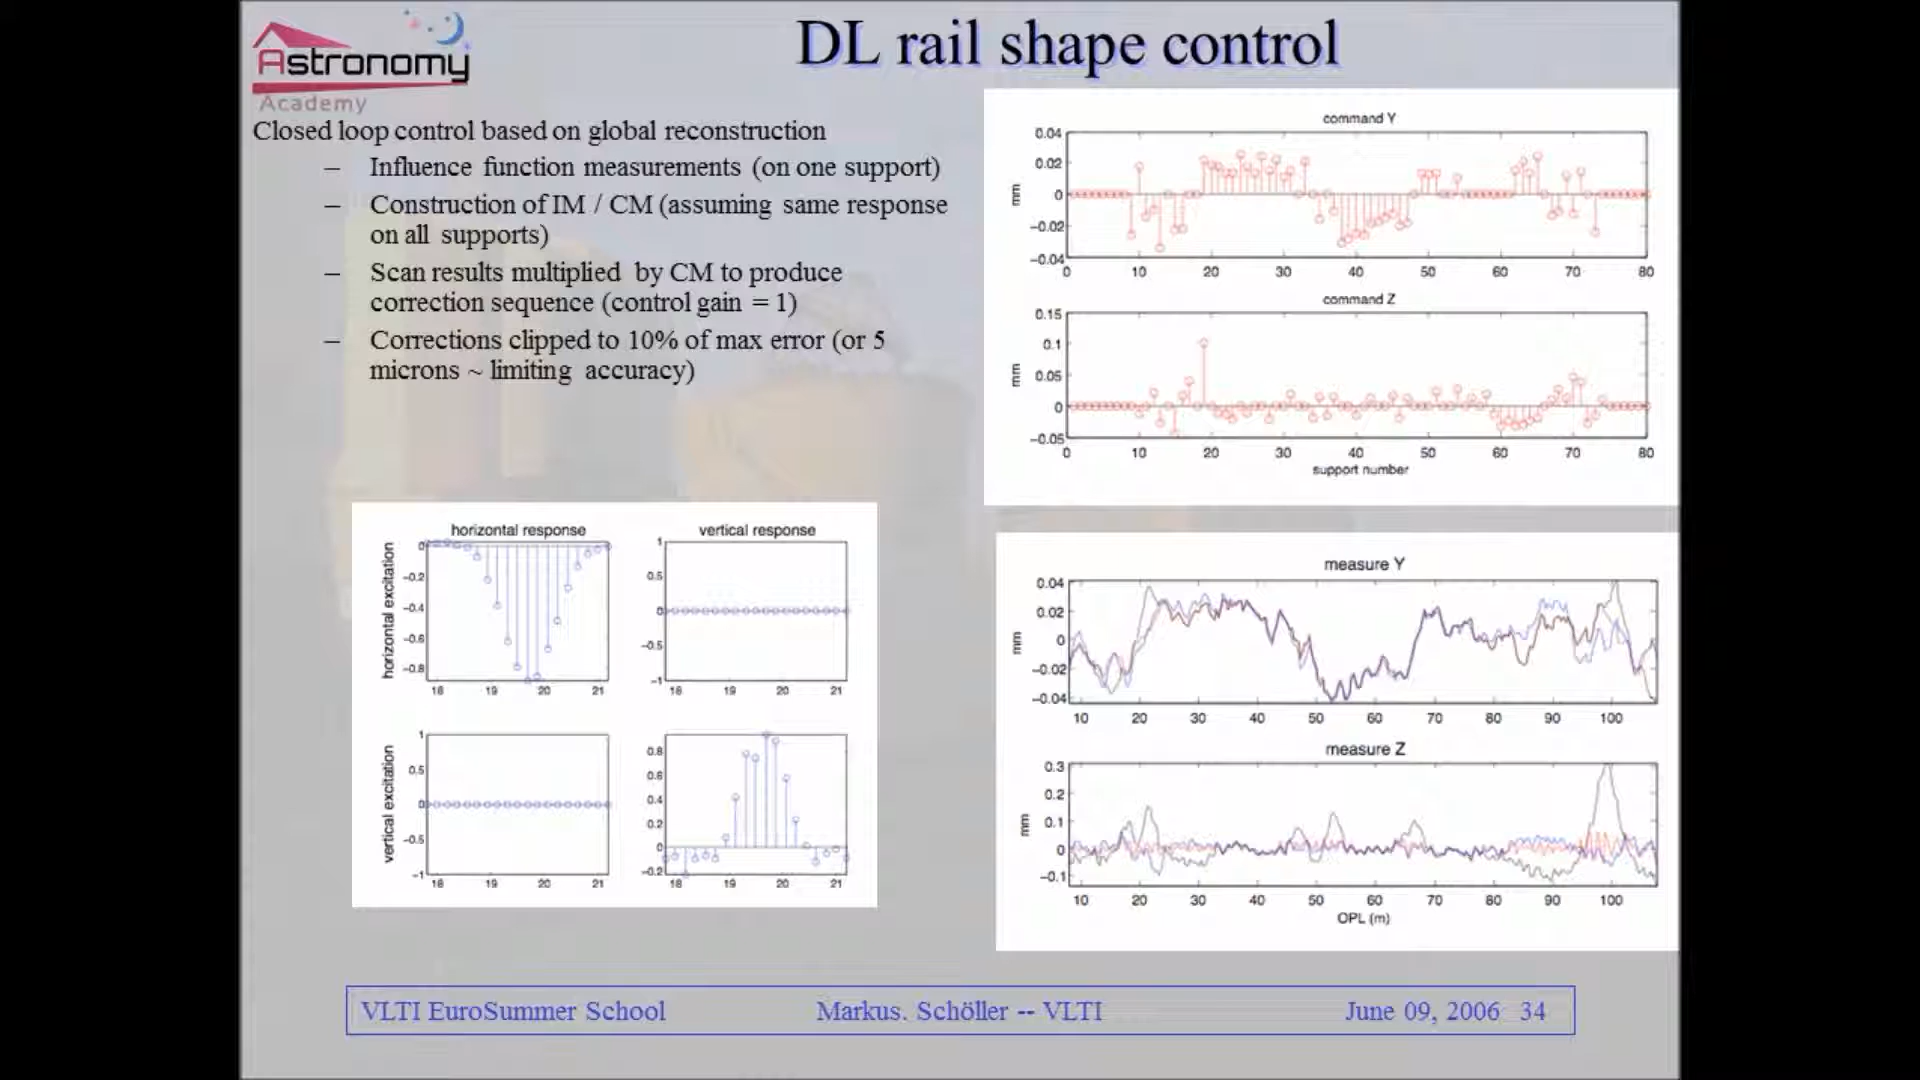 Astronomy
Academy
DL rail shape control
Closed loop control based on global reconstruction
– Influence function measurements (on one support)
– Construction of IM / CM (assuming same response
on all supports)
– Scan results multiplied by CM to produce
correction sequence (control gain = 1)
– Corrections clipped to 10% of max error (or 5
microns ~ limiting accuracy)
command Y
mm
0.04
0.02
0
−0.02
−0.04
0 10 20 30 40 50 60 70 80
command Z
mm
0.15
0.1
0.05
0
−0.05
0 10 20 30 40 50 60 70 80
support number
horizontal response
horizontal excitation
0
−0.2
−0.4
−0.6
−0.8
18 19 20 21
vertical response
1
0.5
0
−0.5
−1
18 19 20 21
vertical excitation
1
0.5
0
−0.5
−1
18 19 20 21
0.8
0.6
0.4
0.2
0
−0.2
18 19 20 21
measure Y
mm
0.04
0.02
0
−0.02
−0.04
10 20 30 40 50 60 70 80 90 100
measure Z
mm
0.3
0.2
0.1
0
−0.1
10 20 30 40 50 60 70 80 90 100
OPL (m)
VLTI EuroSummer School Markus. Schöller -- VLTI June 09, 2006 34